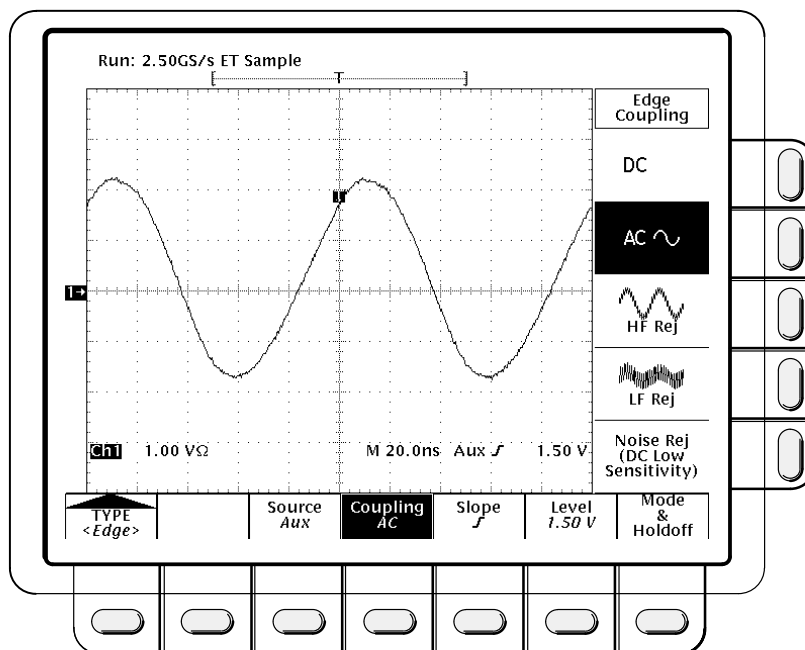 Run: 2.50GS/s ET Sample
[ T ]
Edge
Coupling
DC
T
AC
1→
HF Rej
LF Rej
Ch1 1.00 VΩ M 20.0ns Aux 1.50 V
Noise Rej
(DC Low
Sensitivity)
TYPE
<Edge>
Source
Aux
Coupling
AC
Slope
Level
1.50 V
Mode
&
Holdoff